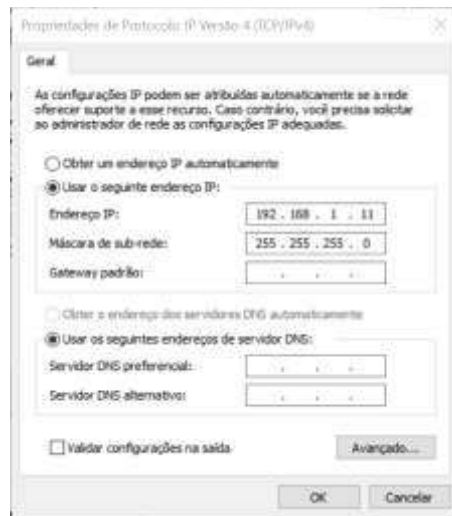 Propriedades de Protocolo IP Versão 4 (TCP/IPv4)
Geral
As configurações IP podem ser atribuídas automaticamente se a rede
oferecer suporte a esse recurso. Caso contrário, você precisa solicitar
ao administrador de rede as configurações IP adequadas.
Obter um endereço IP automaticamente
Usar o seguinte endereço IP:
Endereço IP: 192 . 168 . 1 . 11
Máscara de sub-rede: 255 . 255 . 255 . 0
Gateway padrão: . . .
Obter o endereço dos servidores DNS automaticamente
Usar os seguintes endereços de servidor DNS:
Servidor DNS preferencial: . . .
Servidor DNS alternativo: . . .
Validar configurações na saída
Avançado...
OK Cancelar